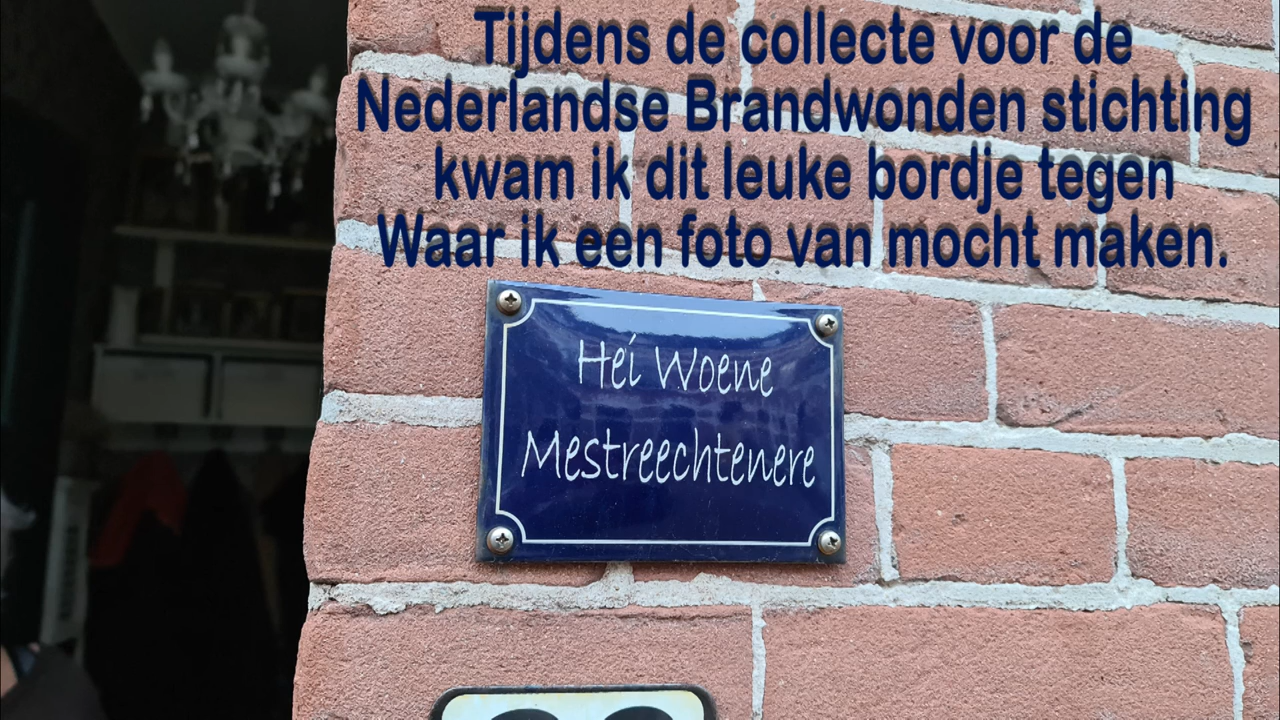 Tijdens de collecte voor de
Nederlandse Brandwonden stichting
kwam ik dit leuke bordje tegen
Waar ik een foto van mocht maken.
Hei Woene
Mestreechtenere